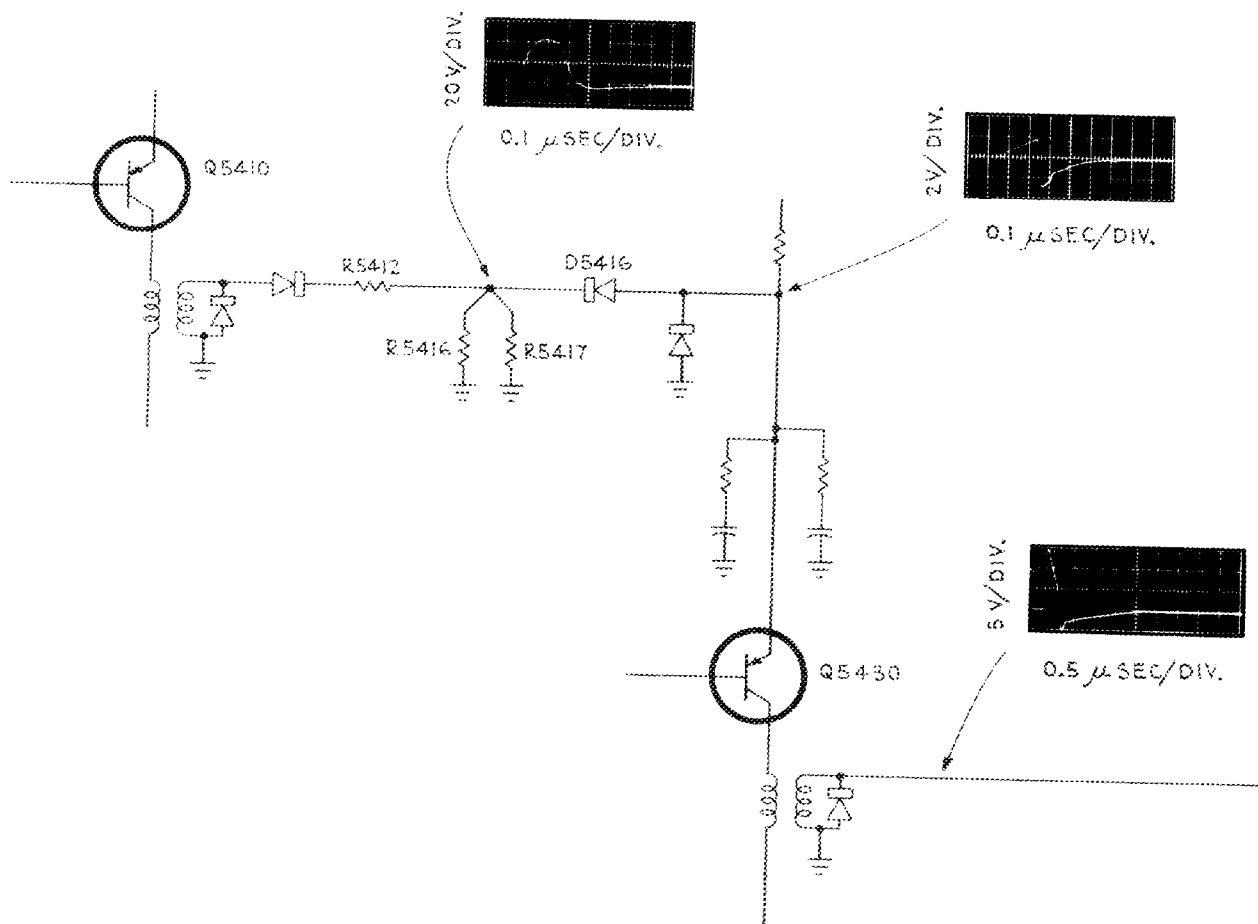 20 V/DIV.
0.1 μSEC/DIV.
2V/DIV.
0.1 μSEC/DIV.
Q5410
R5412
D5416
R5416
R5417
5 V/DIV.
0.5 μSEC/DIV.
Q5430